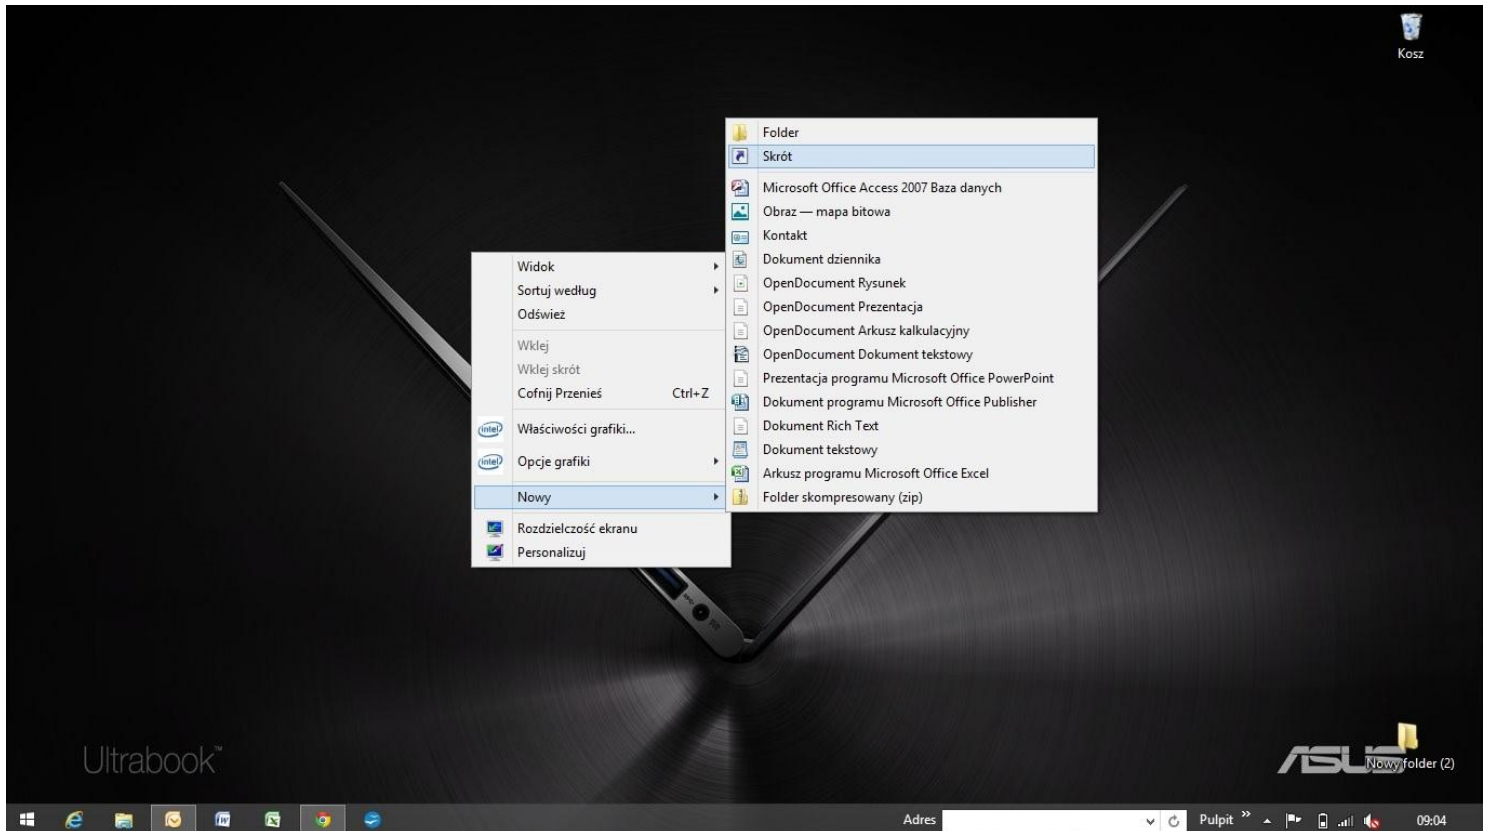 Kosz
Folder
Skrót
Microsoft Office Access 2007 Baza danych
Obraz — mapa bitowa
Kontakt
Dokument dziennika
OpenDocument Rysunek
OpenDocument Prezentacja
OpenDocument Arkusz kalkulacyjny
OpenDocument Dokument tekstowy
Prezentacja programu Microsoft Office PowerPoint
Dokument programu Microsoft Office Publisher
Dokument Rich Text
Dokument tekstowy
Arkusz programu Microsoft Office Excel
Folder skompresowany (zip)
Widok
Sortuj według
Odśwież
Wklej
Wklej skrót
Cofnij Przenieś Ctrl+Z
intel Właściwości grafiki...
intel Opcje grafiki
Nowy
Rozdzielczość ekranu
Personalizuj
Ultrabook™
ASUS
Nowy folder (2)
Adres
Pulpit »
09:04